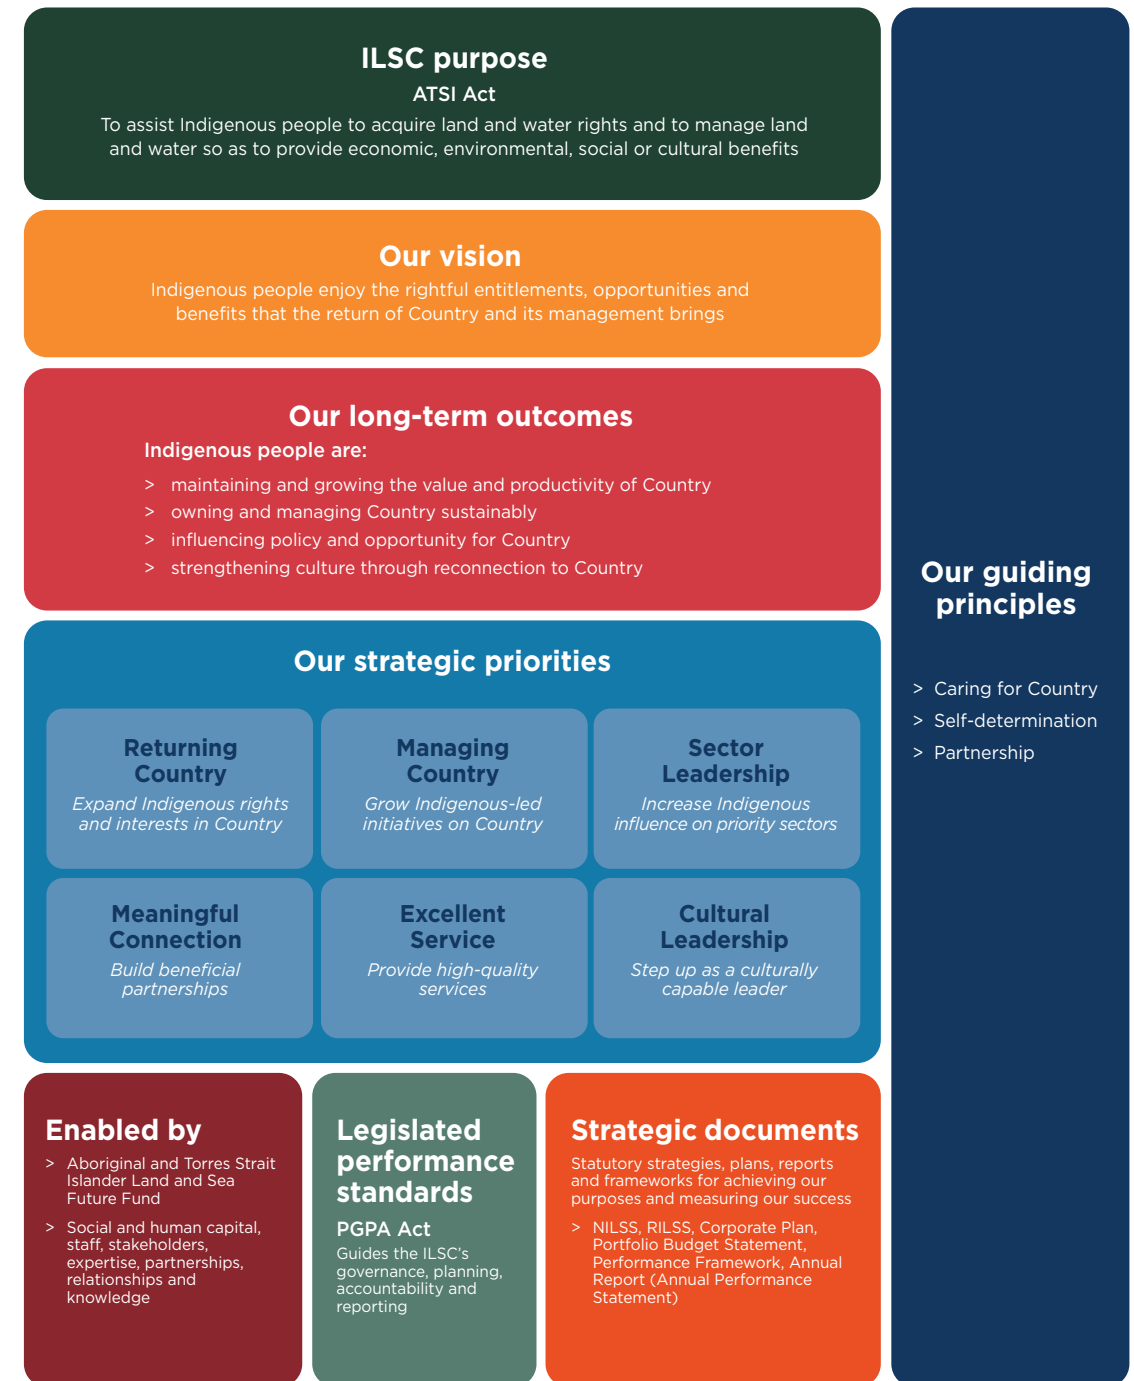 ILSC purpose
ATSI Act
To assist Indigenous people to acquire land and water rights and to manage land
and water so as to provide economic, environmental, social or cultural benefits
Our vision
Indigenous people enjoy the rightful entitlements, opportunities and
benefits that the return of Country and its management brings
Our long-term outcomes
Indigenous people are:
> maintaining and growing the value and productivity of Country
> owning and managing Country sustainably
> influencing policy and opportunity for Country
> strengthening culture through reconnection to Country
Our strategic priorities
Returning
Country
Expand Indigenous rights
and interests in Country
Managing
Country
Grow Indigenous-led
initiatives on Country
Sector
Leadership
Increase Indigenous
influence on priority sectors
Meaningful
Connection
Build beneficial
partnerships
Excellent
Service
Provide high-quality
services
Cultural
Leadership
Step up as a culturally
capable leader
Enabled by
> Aboriginal and Torres Strait
Islander Land and Sea
Future Fund
> Social and human capital,
staff, stakeholders,
expertise, partnerships,
relationships and
knowledge
Legislated
performance
standards
PGPA Act
Guides the ILSC's
governance, planning,
accountability and
reporting
Strategic documents
Statutory strategies, plans, reports
and frameworks for achieving our
purposes and measuring our success
> NILSS, RILSS, Corporate Plan,
Portfolio Budget Statement,
Performance Framework, Annual
Report (Annual Performance
Statement)
Our guiding
principles
> Caring for Country
> Self-determination
> Partnership